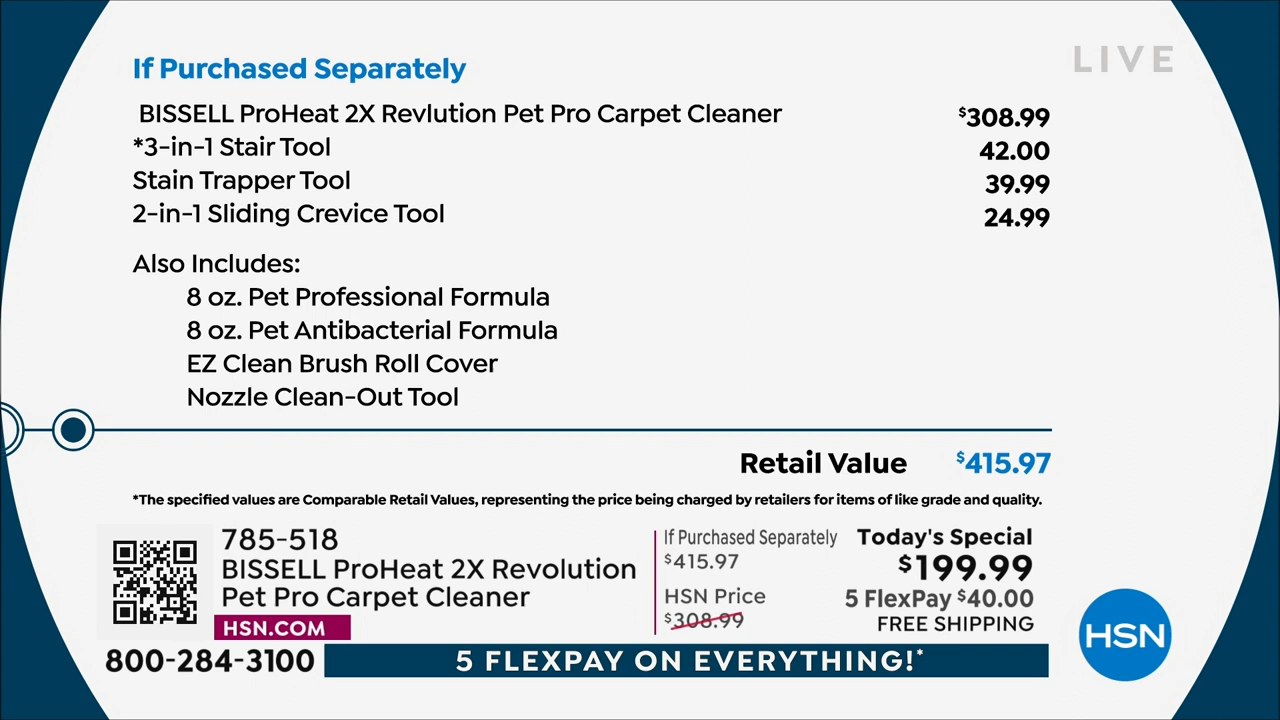 LIVE
If Purchased Separately
BISSELL ProHeat 2X Revlution Pet Pro Carpet Cleaner $308.99
*3-in-1 Stair Tool 42.00
Stain Trapper Tool 39.99
2-in-1 Sliding Crevice Tool 24.99
Also Includes:
8 oz. Pet Professional Formula
8 oz. Pet Antibacterial Formula
EZ Clean Brush Roll Cover
Nozzle Clean-Out Tool
Retail Value $415.97
*The specified values are Comparable Retail Values, representing the price being charged by retailers for items of like grade and quality.
785-518
BISSELL ProHeat 2X Revolution
Pet Pro Carpet Cleaner
HSN.COM
If Purchased Separately
$415.97
HSN Price
$308.99
Today's Special
$199.99
5 FlexPay $40.00
FREE SHIPPING
HSN
800-284-3100
5 FLEXPAY ON EVERYTHING!*